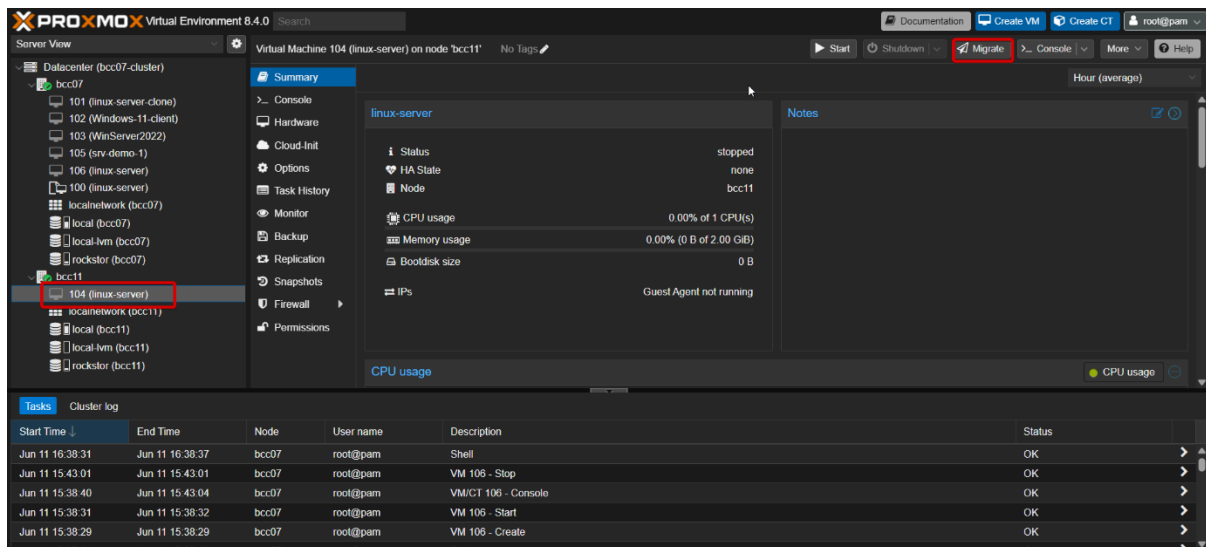 PROXMOX Virtual Environment 8.4.0 Search Documentation Create VM Create CT root@pam
Server View
Datacenter (bcc07-cluster)
bcc07
101 (linux-server-clone)
102 (Windows-11-client)
103 (WinServer2022)
105 (srv-demo-1)
106 (linux-server)
100 (linux-server)
localnetwork (bcc07)
local (bcc07)
local-lvm (bcc07)
rockstor (bcc07)
bcc11
104 (linux-server)
localnetwork (bcc11)
local (bcc11)
local-lvm (bcc11)
rockstor (bcc11)
Virtual Machine 104 (linux-server) on node 'bcc11' No Tags Start Shutdown Migrate Console More Help
Summary
Console
Hardware
Cloud-Init
Options
Task History
Monitor
Backup
Replication
Snapshots
Firewall
Permissions
Hour (average)
linux-server
Status stopped
HA State none
Node bcc11
CPU usage 0.00% of 1 CPU(s)
Memory usage 0.00% (0 B of 2.00 GiB)
Bootdisk size 0 B
IPs Guest Agent not running
Notes
CPU usage CPU usage
Tasks Cluster log
Start Time End Time Node User name Description Status
Jun 11 16:38:31 Jun 11 16:38:37 bcc07 root@pam Shell OK
Jun 11 15:43:01 Jun 11 15:43:01 bcc07 root@pam VM 106 - Stop OK
Jun 11 15:38:40 Jun 11 15:43:04 bcc07 root@pam VM/CT 106 - Console OK
Jun 11 15:38:31 Jun 11 15:38:32 bcc07 root@pam VM 106 - Start OK
Jun 11 15:38:29 Jun 11 15:38:29 bcc07 root@pam VM 106 - Create OK